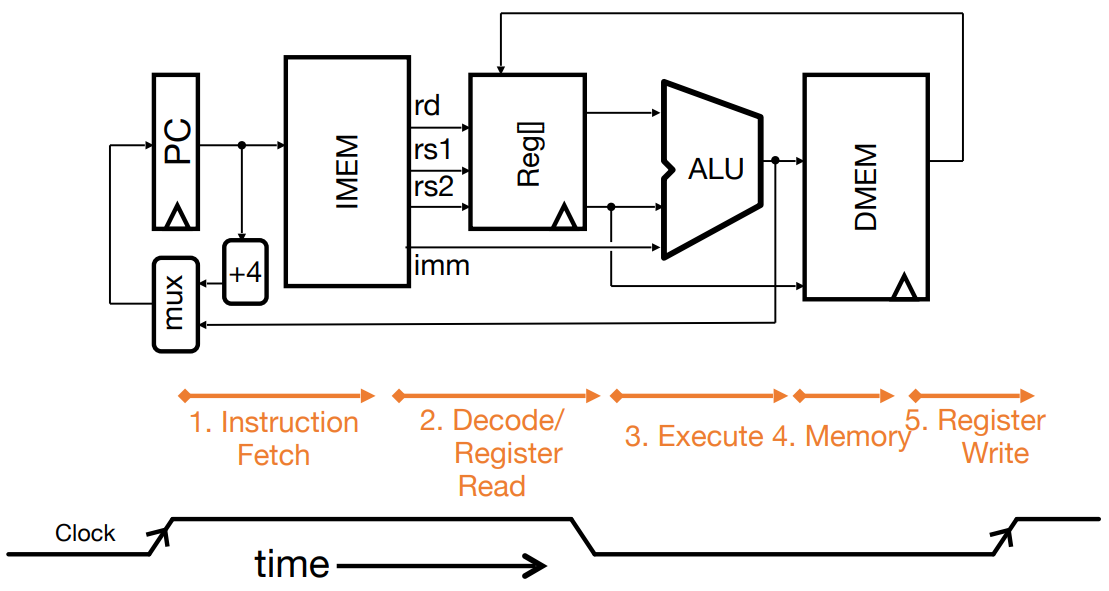 PC
IMEM
rd
rs1
rs2
imm
Reg[]
ALU
DMEM
+4
mux
1. Instruction
Fetch
2. Decode/
Register
Read
3. Execute
4. Memory
5. Register
Write
Clock
time